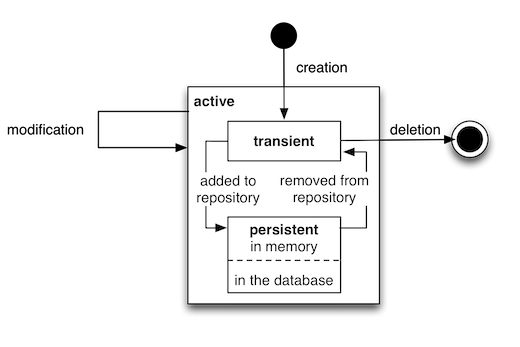 creation
active
modification
transient
deletion
added to
repository
removed from
repository
persistent
in memory
in the database